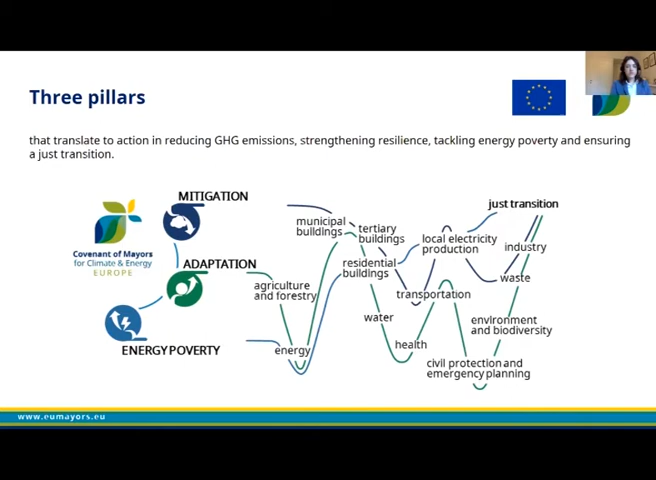 Three pillars
that translate to action in reducing GHG emissions, strengthening resilience, tackling energy poverty and ensuring
a just transition.
MITIGATION
Covenant of Mayors
for Climate & Energy
EUROPE
ADAPTATION
ENERGY POVERTY
agriculture
and forestry
energy
municipal
buildings
tertiary
buildings
residential
buildings
water
health
local electricity
production
transportation
just transition
industry
waste
environment
and biodiversity
civil protection and
emergency planning
www.eumayors.eu